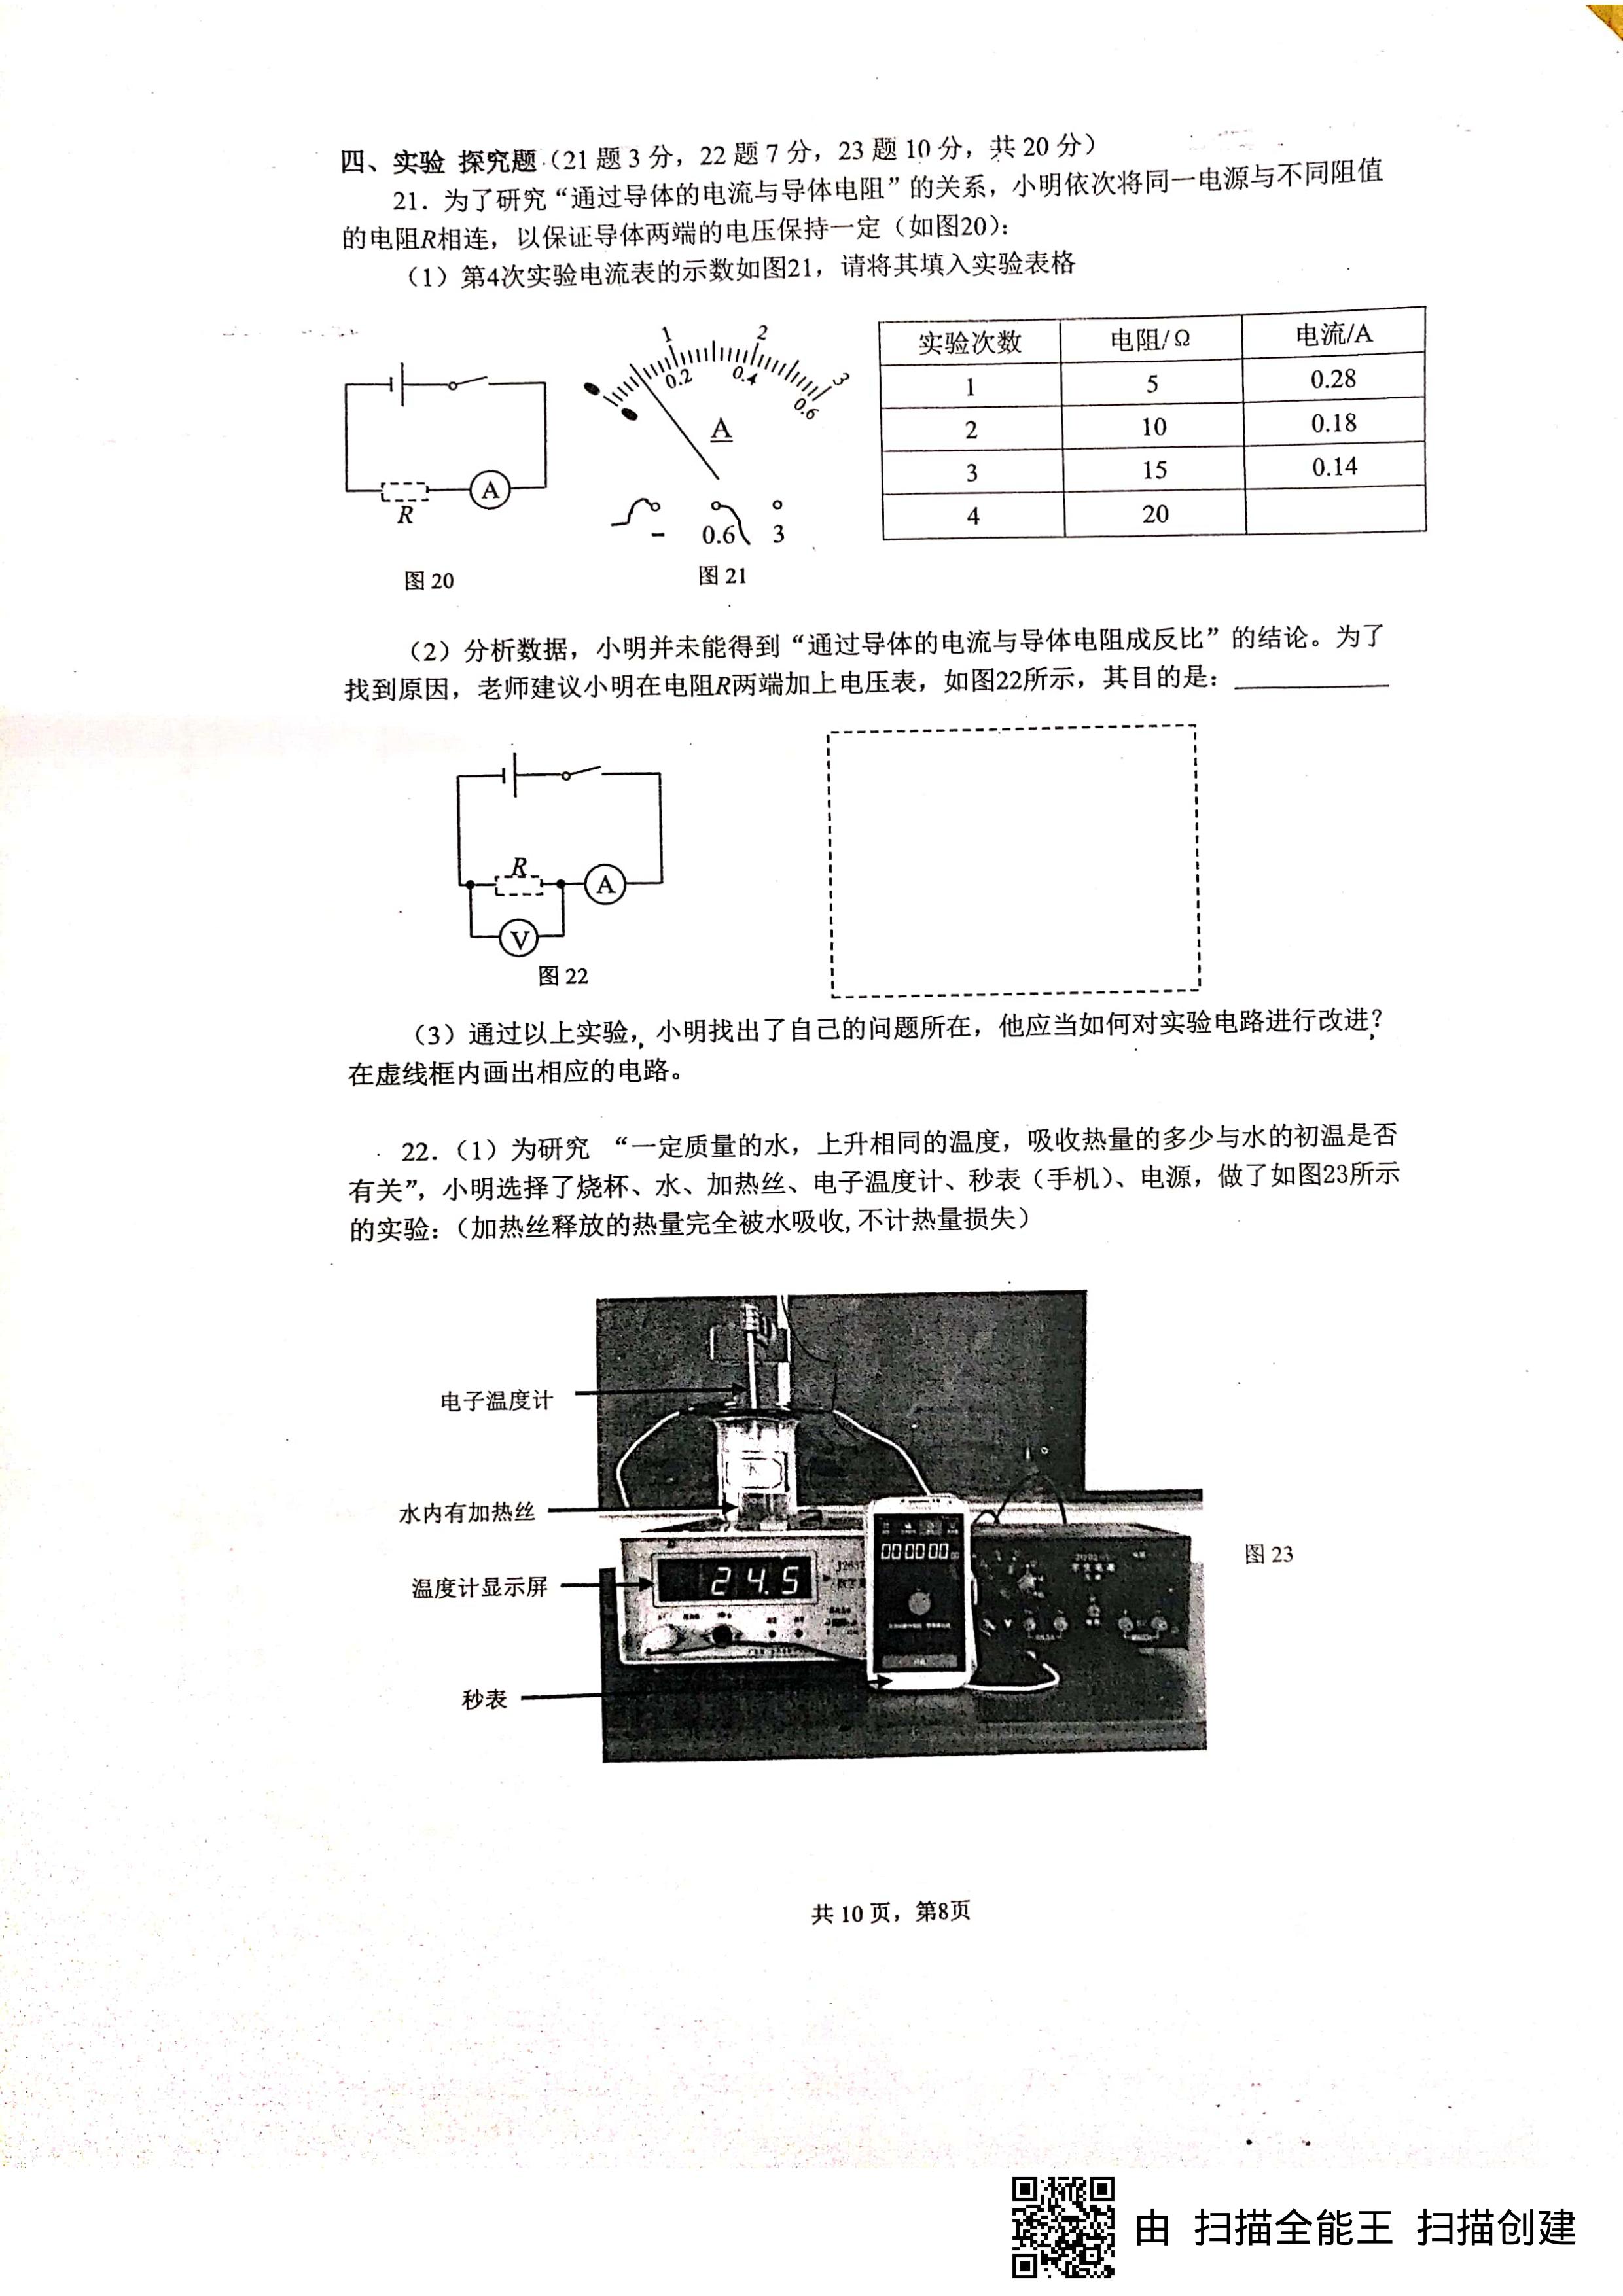 四、实验 探究题（21 题 3 分，22 题 7 分，23 题 10 分，共 20 分）
21．为了研究“通过导体的电流与导体电阻”的关系，小明依次将同一电源与不同阻值
的电阻R相连，以保证导体两端的电压保持一定（如图20）：
（1）第4次实验电流表的示数如图21，请将其填入实验表格
R
A
图 20
0 1 2 3
0 0.2 0.4 0.6
A
− 0.6 3
图 21
实验次数 电阻/Ω 电流/A
1 5 0.28
2 10 0.18
3 15 0.14
4 20
（2）分析数据，小明并未能得到“通过导体的电流与导体电阻成反比”的结论。为了
找到原因，老师建议小明在电阻R两端加上电压表，如图22所示，其目的是：
R
A
V
图 22
（3）通过以上实验，小明找出了自己的问题所在，他应当如何对实验电路进行改进？
在虚线框内画出相应的电路。
22．（1）为研究 “一定质量的水，上升相同的温度，吸收热量的多少与水的初温是否
有关”，小明选择了烧杯、水、加热丝、电子温度计、秒表（手机）、电源，做了如图23所示
的实验：（加热丝释放的热量完全被水吸收,不计热量损失）
电子温度计
水
水内有加热丝
000000
温度计显示屏
24.5
图 23
秒表
共 10 页，第8页
由 扫描全能王 扫描创建